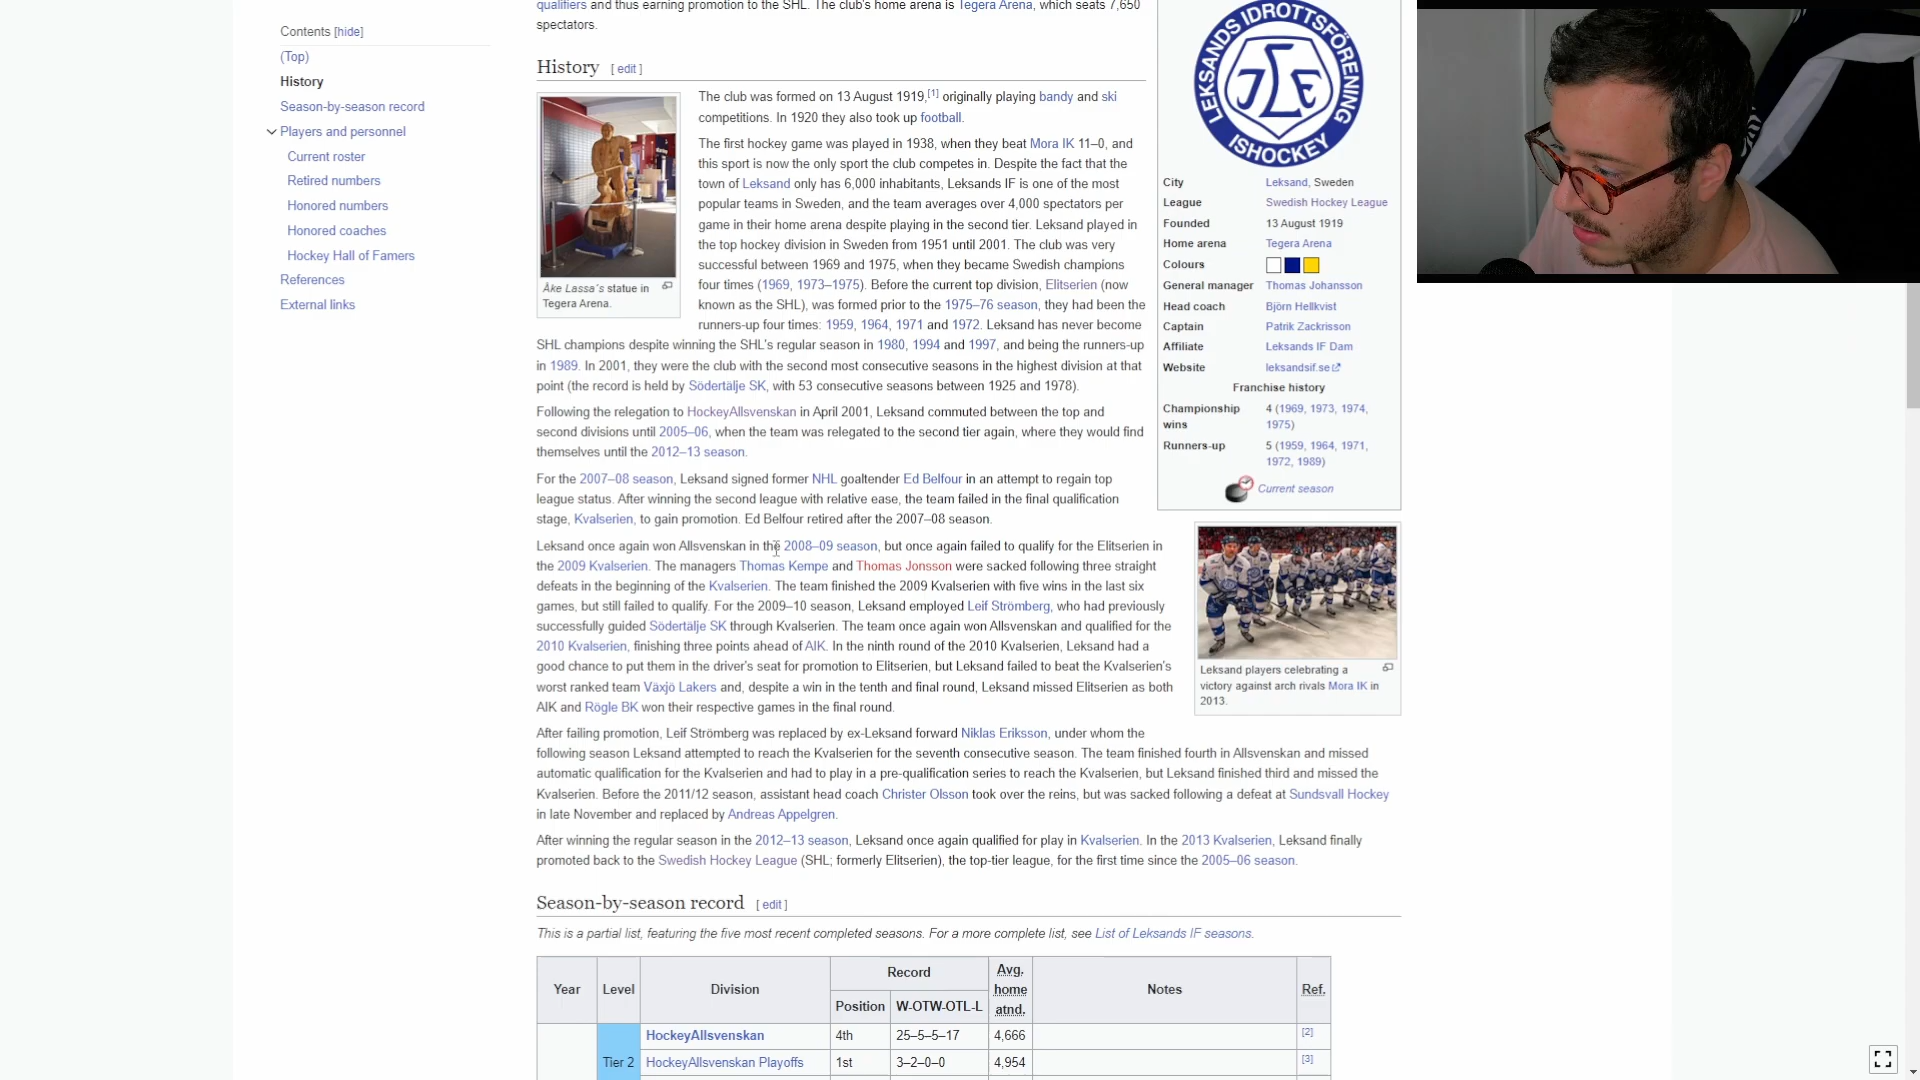 qualifiers and thus earning promotion to the SHL. The club's home arena is Tegera Arena, which seats 7,650
spectators.
Contents [hide]
(Top)
History
Season-by-season record
Players and personnel
Current roster
Retired numbers
Honored numbers
Honored coaches
Hockey Hall of Famers
References
External links
History [ edit ]
Åke Lassa's statue in
Tegera Arena.
The club was formed on 13 August 1919,[1] originally playing bandy and ski
competitions. In 1920 they also took up football.
The first hockey game was played in 1938, when they beat Mora IK 11–0, and
this sport is now the only sport the club competes in. Despite the fact that the
town of Leksand only has 6,000 inhabitants, Leksands IF is one of the most
popular teams in Sweden, and the team averages over 4,000 spectators per
game in their home arena despite playing in the second tier. Leksand played in
the top hockey division in Sweden from 1951 until 2001. The club was very
successful between 1969 and 1975, when they became Swedish champions
four times (1969, 1973–1975). Before the current top division, Elitserien (now
known as the SHL), was formed prior to the 1975–76 season, they had been the
runners-up four times: 1959, 1964, 1971 and 1972. Leksand has never become
SHL champions despite winning the SHL's regular season in 1980, 1994 and 1997, and being the runners-up
in 1989. In 2001, they were the club with the second most consecutive seasons in the highest division at that
point (the record is held by Södertälje SK, with 53 consecutive seasons between 1925 and 1978).
Following the relegation to HockeyAllsvenskan in April 2001, Leksand commuted between the top and
second divisions until 2005–06, when the team was relegated to the second tier again, where they would find
themselves until the 2012–13 season.
For the 2007–08 season, Leksand signed former NHL goaltender Ed Belfour in an attempt to regain top
league status. After winning the second league with relative ease, the team failed in the final qualification
stage, Kvalserien, to gain promotion. Ed Belfour retired after the 2007–08 season.
Leksand once again won Allsvenskan in the 2008–09 season, but once again failed to qualify for the Elitserien in
the 2009 Kvalserien. The managers Thomas Kempe and Thomas Jonsson were sacked following three straight
defeats in the beginning of the Kvalserien. The team finished the 2009 Kvalserien with five wins in the last six
games, but still failed to qualify. For the 2009–10 season, Leksand employed Leif Strömberg, who had previously
successfully guided Södertälje SK through Kvalserien. The team once again won Allsvenskan and qualified for the
2010 Kvalserien, finishing three points ahead of AIK. In the ninth round of the 2010 Kvalserien, Leksand had a
good chance to put them in the driver's seat for promotion to Elitserien, but Leksand failed to beat the Kvalserien's
worst ranked team Växjö Lakers and, despite a win in the tenth and final round, Leksand missed Elitserien as both
AIK and Rögle BK won their respective games in the final round.
After failing promotion, Leif Strömberg was replaced by ex-Leksand forward Niklas Eriksson, under whom the
following season Leksand attempted to reach the Kvalserien for the seventh consecutive season. The team finished fourth in Allsvenskan and missed
automatic qualification for the Kvalserien and had to play in a pre-qualification series to reach the Kvalserien, but Leksand finished third and missed the
Kvalserien. Before the 2011/12 season, assistant head coach Christer Olsson took over the reins, but was sacked following a defeat at Sundsvall Hockey
in late November and replaced by Andreas Appelgren.
After winning the regular season in the 2012–13 season, Leksand once again qualified for play in Kvalserien. In the 2013 Kvalserien, Leksand finally
promoted back to the Swedish Hockey League (SHL; formerly Elitserien), the top-tier league, for the first time since the 2005–06 season.
LEKSANDS IDROTTSFÖRENING
ISHOCKEY
City Leksand, Sweden
League Swedish Hockey League
Founded 13 August 1919
Home arena Tegera Arena
Colours
General manager Thomas Johansson
Head coach Björn Hellkvist
Captain Patrik Zackrisson
Affiliate Leksands IF Dam
Website leksandsif.se
Franchise history
Championship wins 4 (1969, 1973, 1974, 1975)
Runners-up 5 (1959, 1964, 1971, 1972, 1989)
Current season
Leksand players celebrating a
victory against arch rivals Mora IK in
2013.
Season-by-season record [ edit ]
This is a partial list, featuring the five most recent completed seasons. For a more complete list, see List of Leksands IF seasons.
Year Level Division Record Avg. home atnd. Notes Ref.
Position W-OTW-OTL-L
HockeyAllsvenskan 4th 25–5–5–17 4,666 [2]
Tier 2 HockeyAllsvenskan Playoffs 1st 3–2–0–0 4,954 [3]